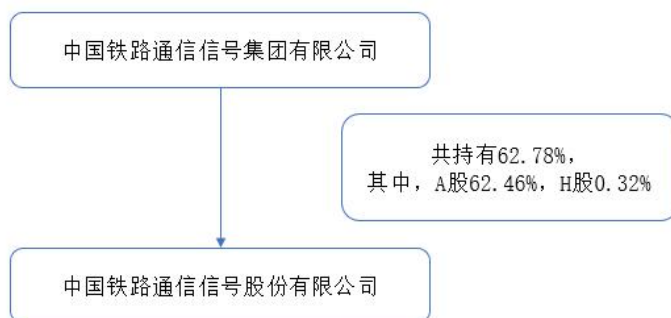 中国铁路通信信号集团有限公司
共持有62.78%，
其中，A股62.46%，H股0.32%
中国铁路通信信号股份有限公司